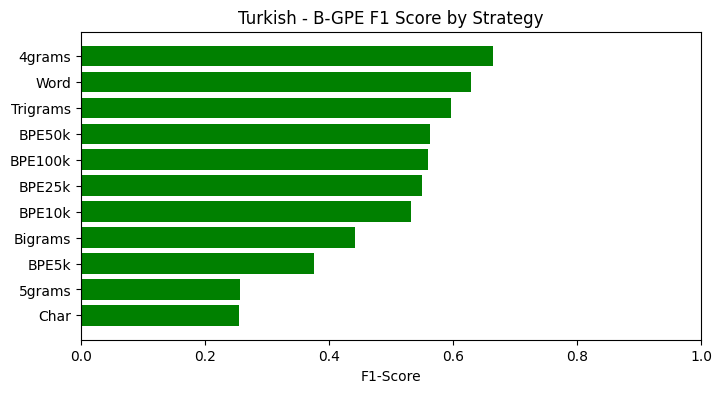 Turkish - B-GPE F1 Score by Strategy
4grams
Word
Trigrams
BPE50k
BPE100k
BPE25k
BPE10k
Bigrams
BPE5k
5grams
Char
0.0 0.2 0.4 0.6 0.8 1.0
F1-Score